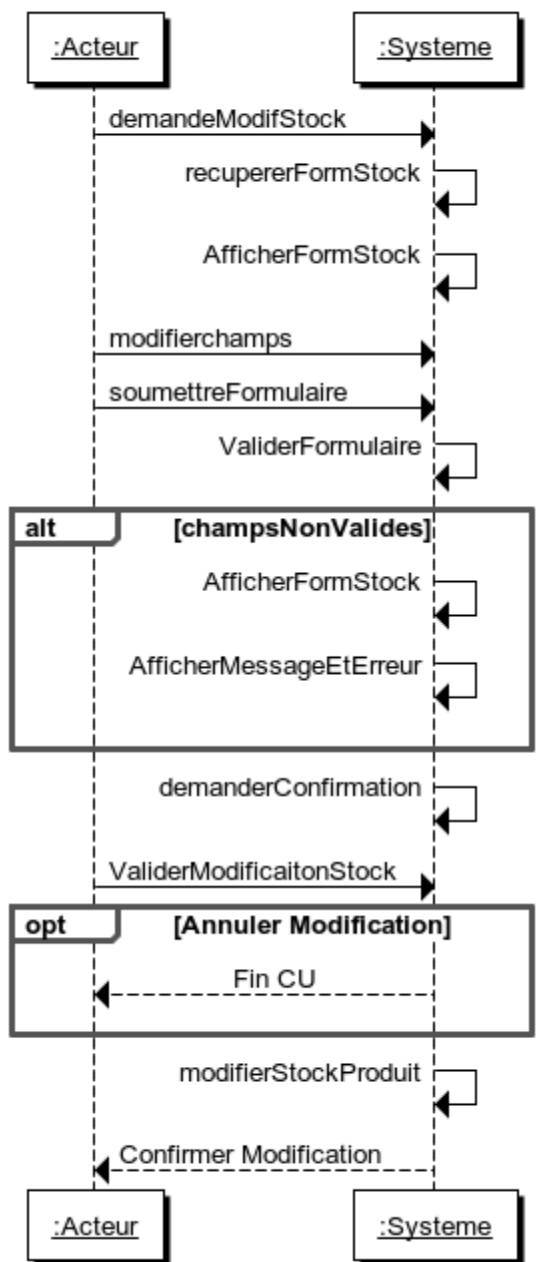 :Acteur
:Systeme
demandeModifStock
recupererFormStock
AfficherFormStock
modifierchamps
soumettreFormulaire
ValiderFormulaire
alt
[champsNonValides]
AfficherFormStock
AfficherMessageEtErreur
demanderConfirmation
ValiderModificaitonStock
opt
[Annuler Modification]
Fin CU
modifierStockProduit
Confirmer Modification
:Acteur
:Systeme